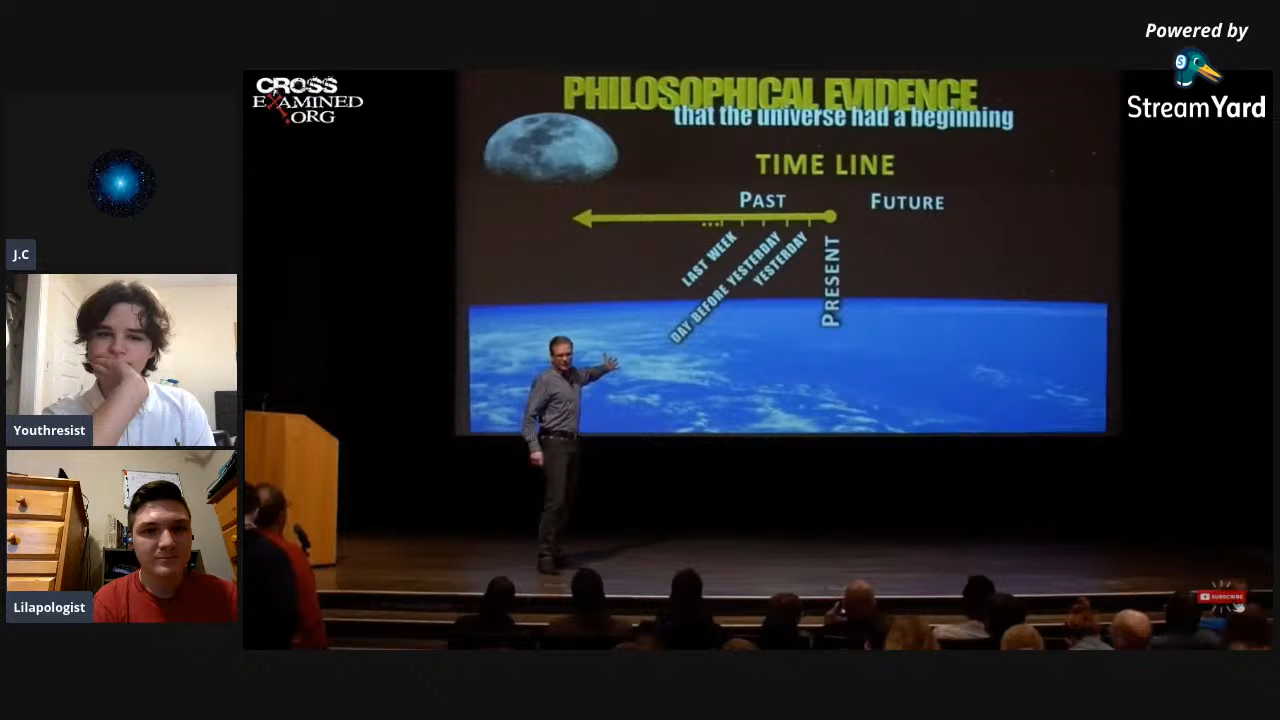 Powered by
StreamYard
CROSS
EXAMINED
.ORG
PHILOSOPHICAL EVIDENCE
that the universe had a beginning
TIME LINE
PAST
FUTURE
LAST WEEK
DAY BEFORE YESTERDAY
YESTERDAY
PRESENT
J.C
Youthresist
Lilapologist
SUBSCRIBE